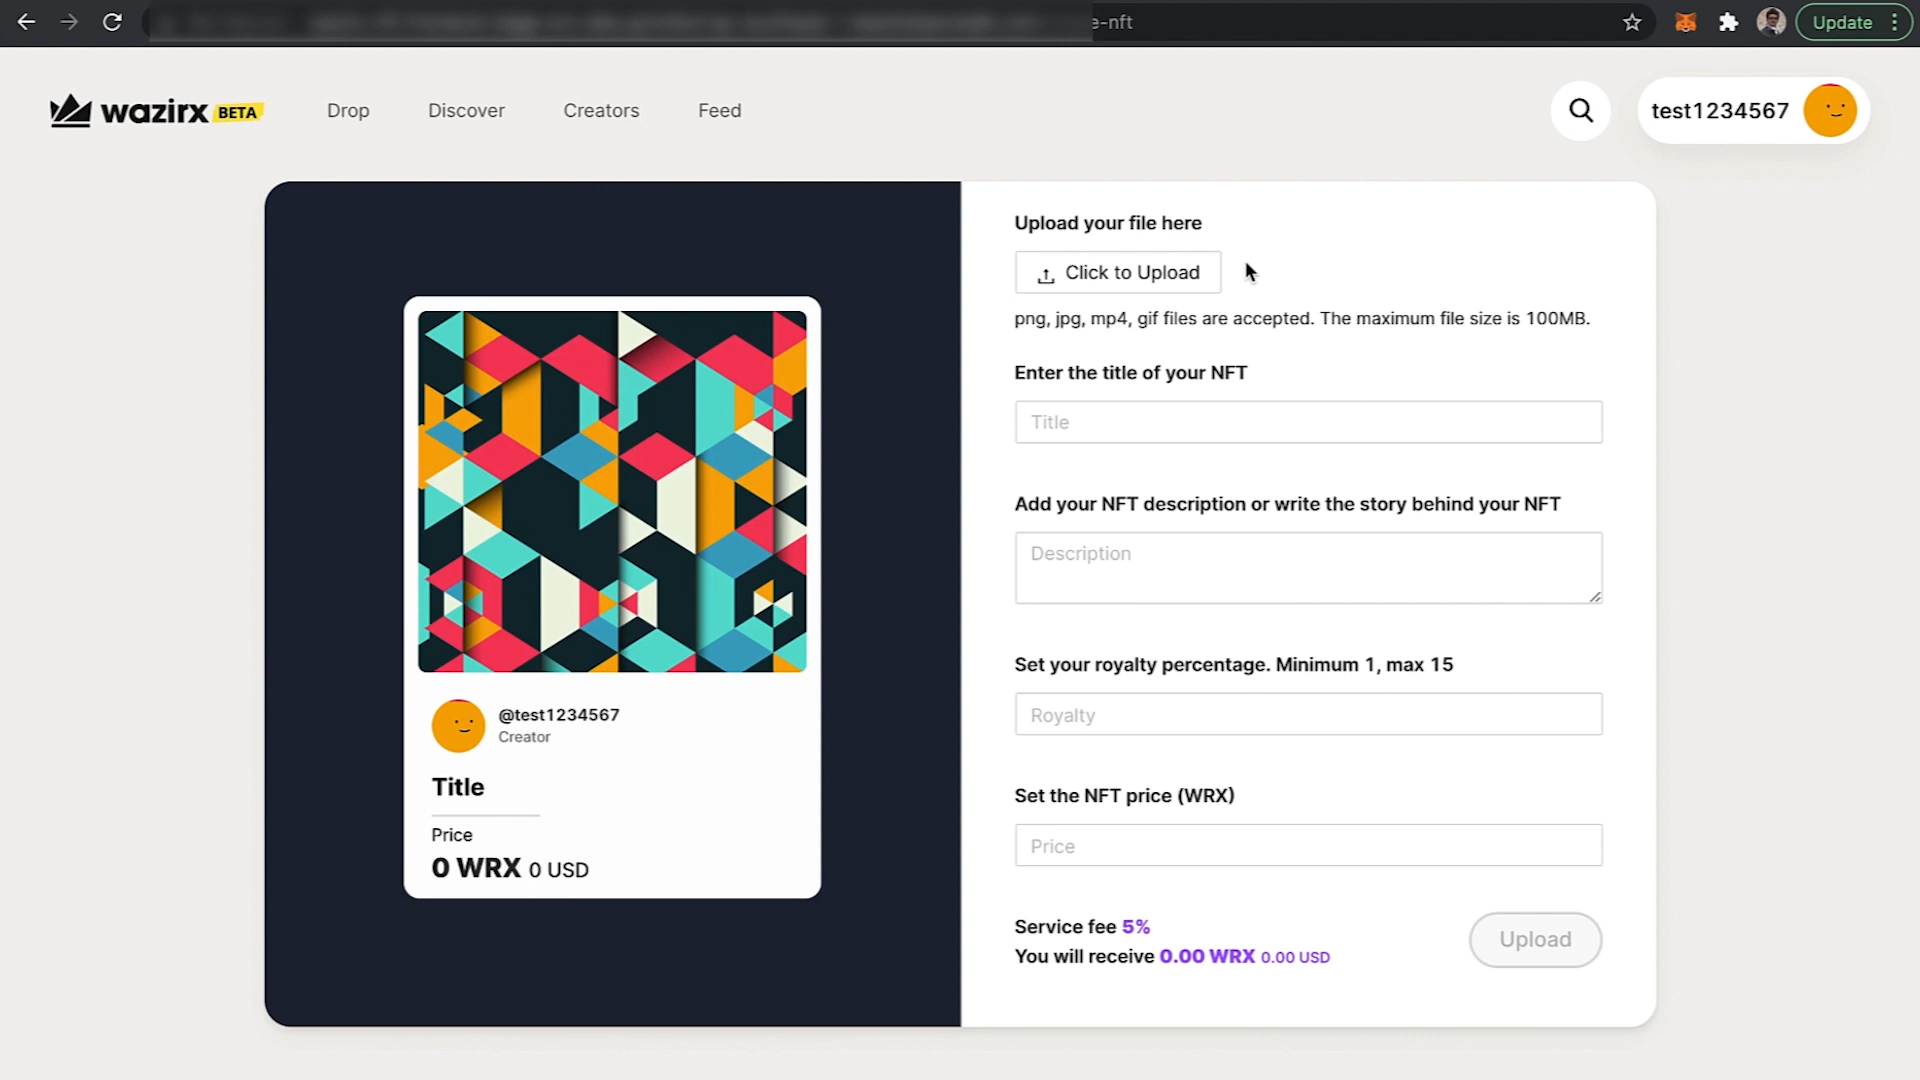 e-nft
Update
wazirx BETA
Drop
Discover
Creators
Feed
test1234567
Upload your file here
Click to Upload
png, jpg, mp4, gif files are accepted. The maximum file size is 100MB.
Enter the title of your NFT
Title
Add your NFT description or write the story behind your NFT
Description
Set your royalty percentage. Minimum 1, max 15
Royalty
Set the NFT price (WRX)
Price
Service fee 5%
You will receive 0.00 WRX 0.00 USD
Upload
@test1234567
Creator
Title
Price
0 WRX 0 USD